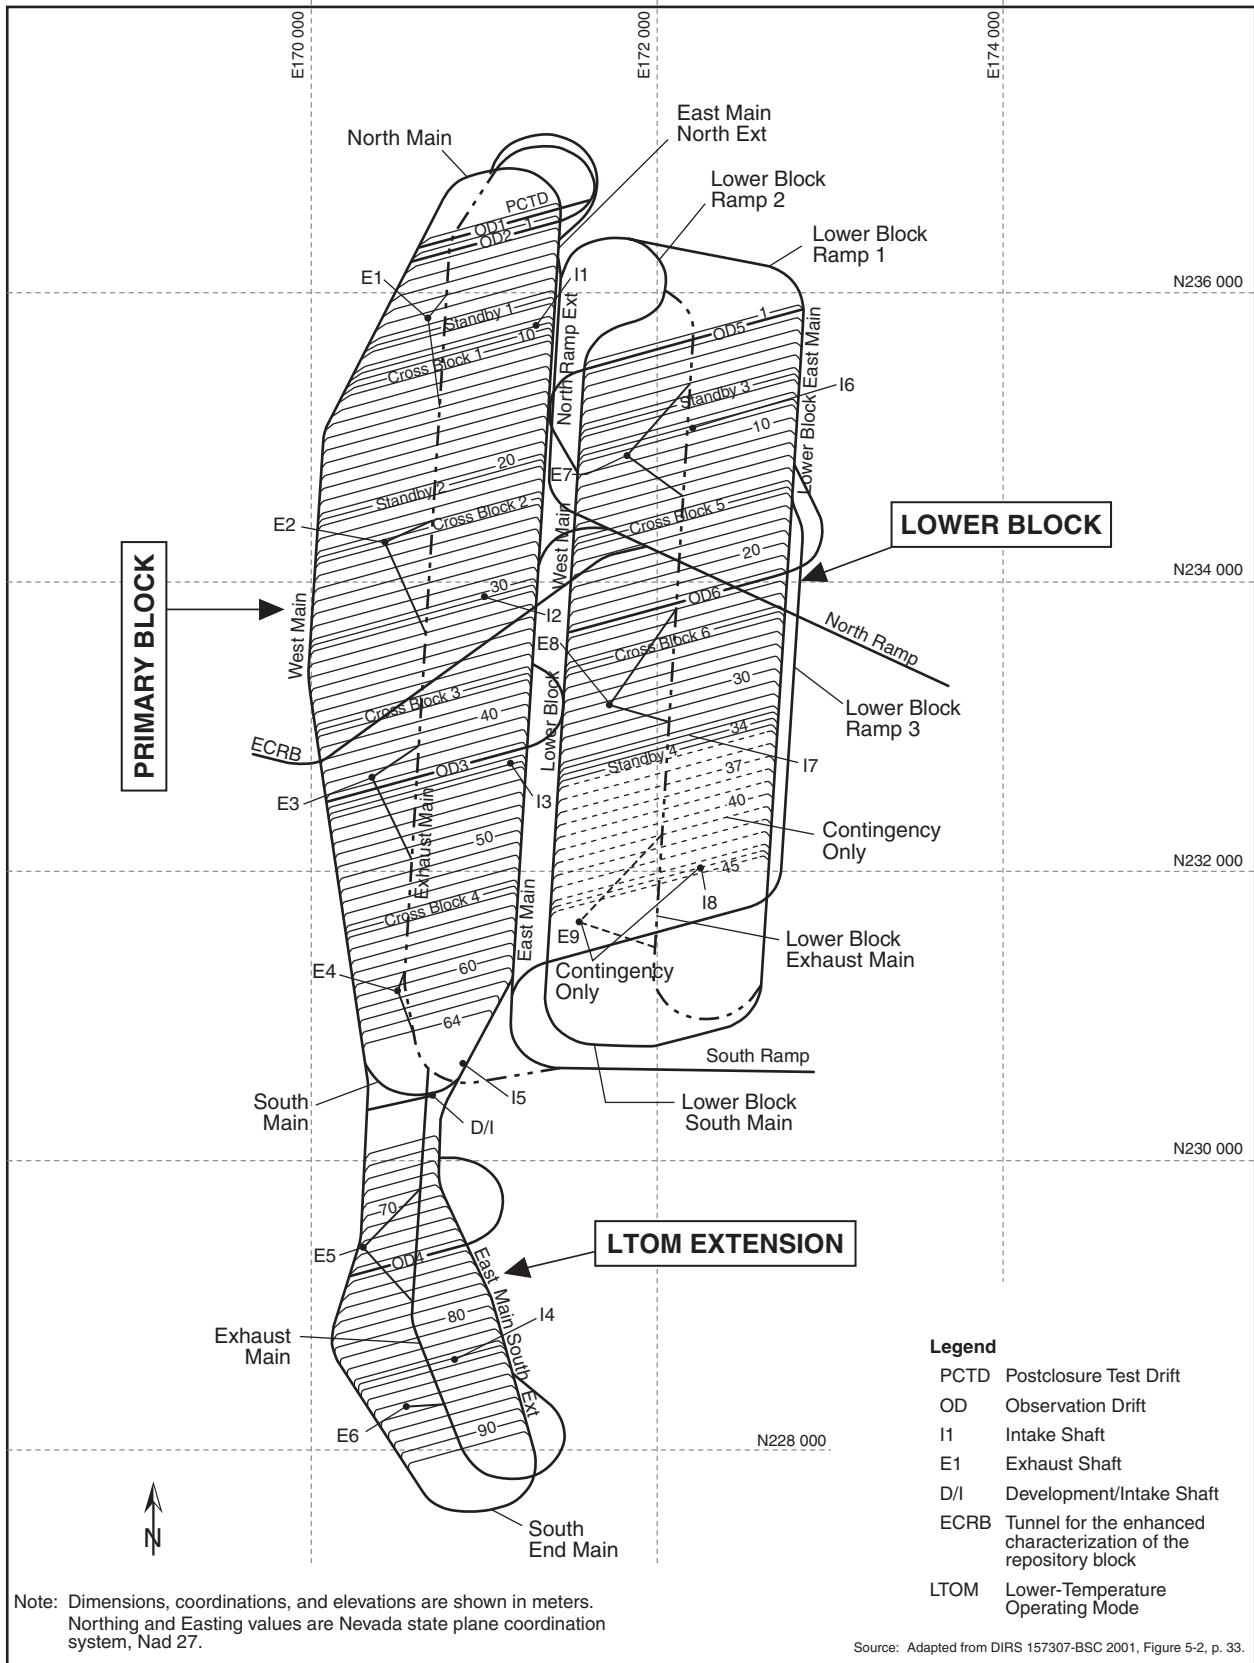 E170 000
E172 000
E174 000
North Main
East Main
North Ext
Lower Block
Ramp 2
Lower Block
Ramp 1
PCTD
OD1
1
OD2
E1
I1
N236 000
Standby 1
10
Cross Block 1
North Ramp Ext
1
OD5
Lower Block East Main
Standby 3
I6
10
20
E7
Standby 2
Cross Block 2
E2
West Main
Cross Block 5
LOWER BLOCK
20
N234 000
PRIMARY BLOCK
30
OD6
West Main
I2
E8
Cross Block 6
North Ramp
30
Lower Block
Cross Block 3
40
Lower Block
Ramp 3
34
ECRB
OD3
Standby 4
37
I7
E3
I3
40
Exhaust Main
50
Contingency
Only
N232 000
45
Cross Block 4
I8
East Main
E9
Lower Block
Exhaust Main
E4
60
Contingency
Only
64
South Ramp
South
Main
I5
Lower Block
South Main
D/I
N230 000
70
E5
OD4
LTOM EXTENSION
East Main South Ext
80
I4
Exhaust
Main
E6
90
N228 000
South
End Main
N
Legend
PCTD Postclosure Test Drift
OD Observation Drift
I1 Intake Shaft
E1 Exhaust Shaft
D/I Development/Intake Shaft
ECRB Tunnel for the enhanced
characterization of the
repository block
LTOM Lower-Temperature
Operating Mode
Note: Dimensions, coordinations, and elevations are shown in meters.
Northing and Easting values are Nevada state plane coordination
system, Nad 27.
Source: Adapted from DIRS 157307-BSC 2001, Figure 5-2, p. 33.